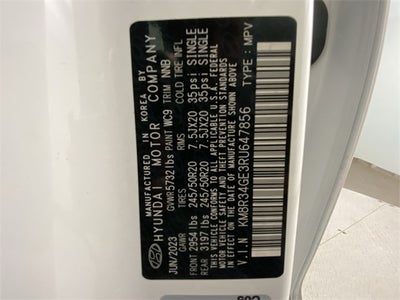 MANUFACTURED IN KOREA BY
HYUNDAI MOTOR COMPANY
JUN/2023 GVWR 5732 lbs PAINT WC9 TRIM NNB
GAWR TIRES RIMS COLD TIRE INFL
FRONT 2954 lbs 245/50R20 7.5JX20 35psi SINGLE
REAR 3197 lbs 245/50R20 7.5JX20 35psi SINGLE
THIS VEHICLE CONFORMS TO ALL APPLICABLE U.S. FEDERAL
MOTOR VEHICLE SAFETY, BUMPER, AND THEFT PREVENTION STANDARDS
IN EFFECT ON THE DATE OF MANUFACTURE SHOWN ABOVE.
V.I.N : KM8R34GE3RU647856 TYPE : MPV